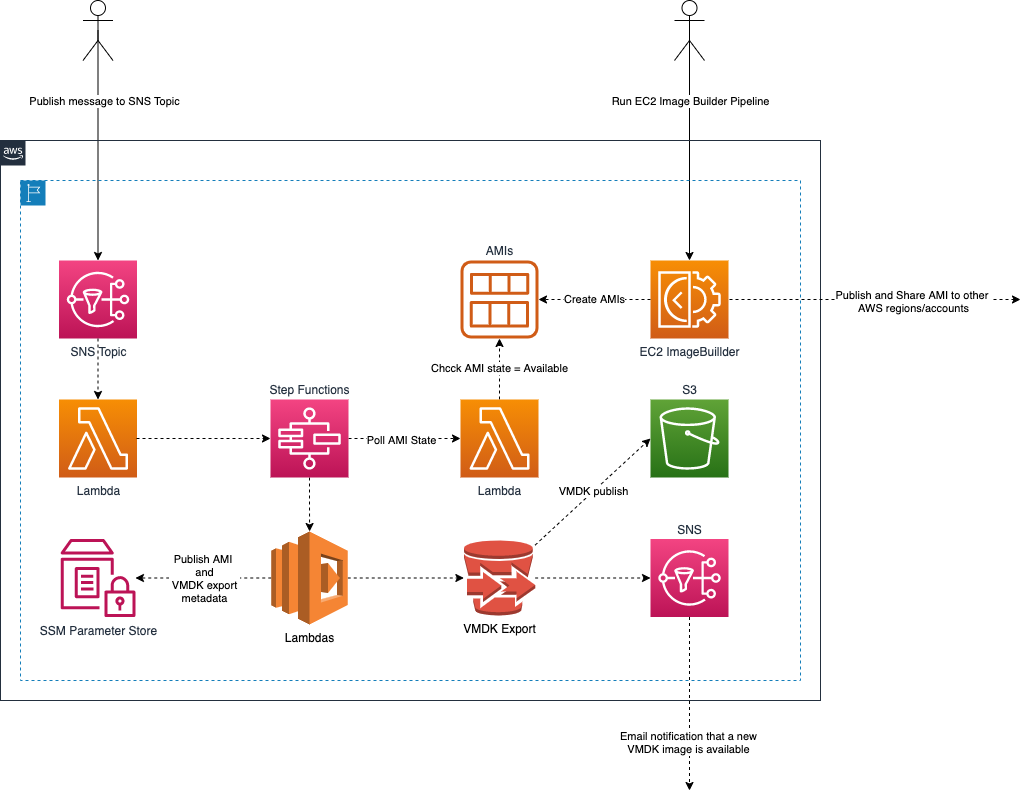 Publish message to SNS Topic
Run EC2 Image Builder Pipeline
aws
AMIs
Create AMIs
Publish and Share AMI to other
AWS regions/accounts
SNS Topic
EC2 ImageBuillder
Chcck AMI state = Available
Step Functions
S3
Poll AMI State
Lambda
Lambda
VMDK publish
SNS
Publish AMI
and
VMDK export
metadata
SSM Parameter Store
Lambdas
VMDK Export
Email notification that a new
VMDK image is available